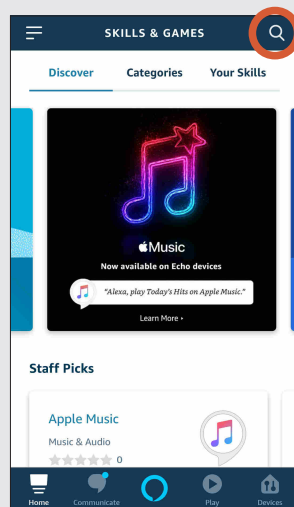 SKILLS & GAMES
Discover Categories Your Skills
Music
Now available on Echo devices
"Alexa, play Today's Hits on Apple Music."
Learn More ›
Staff Picks
Apple Music
Music & Audio
0
Home Communicate Play Devices